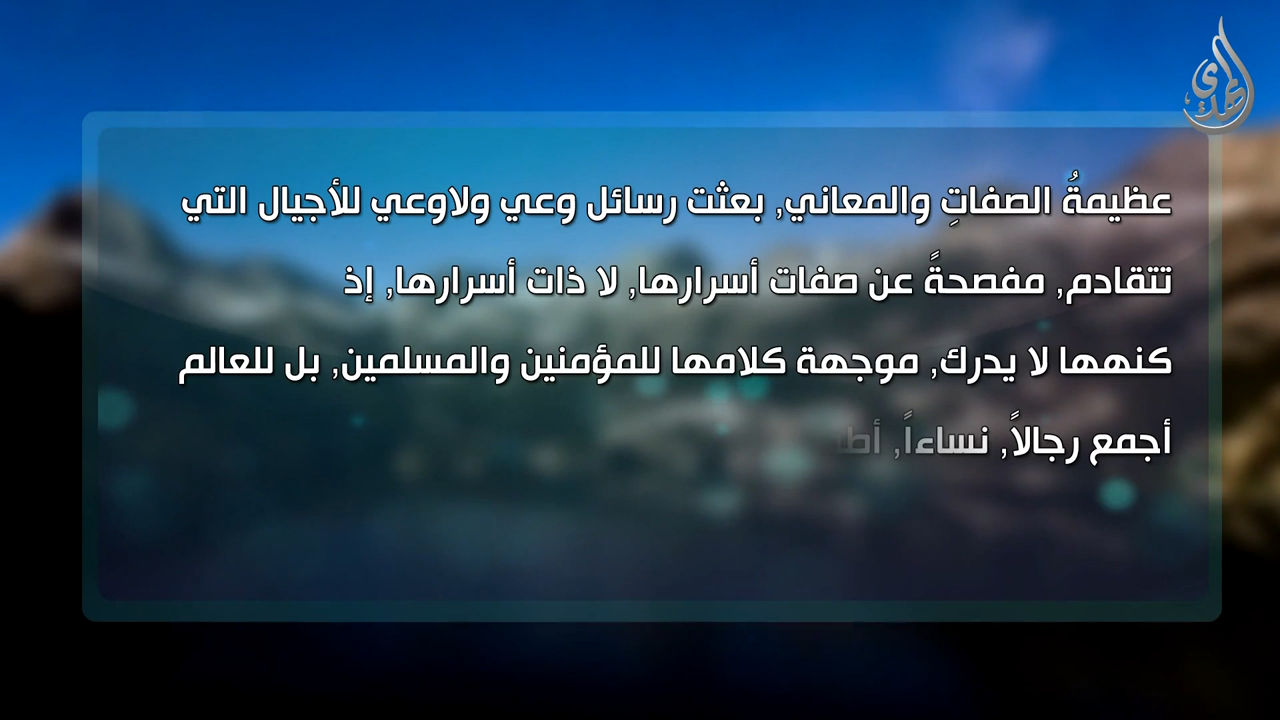 عظيمةُ الصفاتِ والمعاني, بعثت رسائل وعي ولاوعي للأجيال التي
تتقادم, مفصحةً عن صفات أسرارها, لا ذات أسرارها, إذ
كنهها لا يدرك, موجهة كلامها للمؤمنين والمسلمين, بل للعالم
أجمع رجالاً, نساءاً,